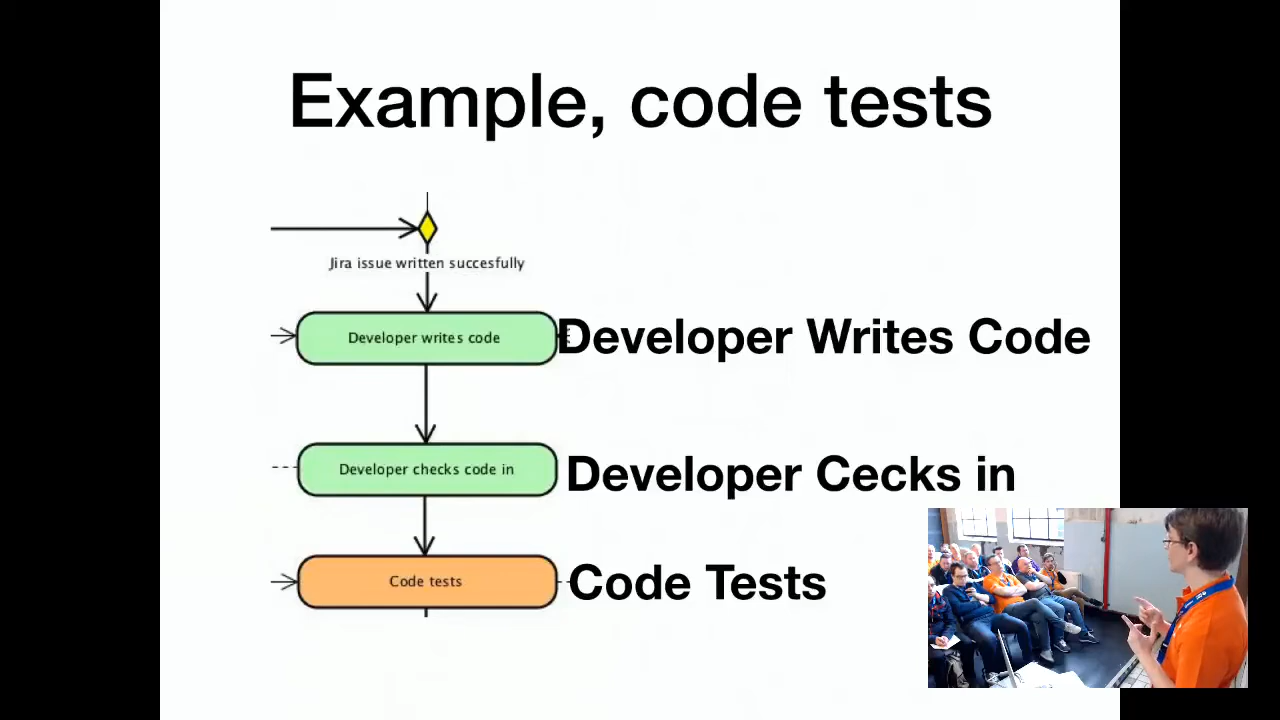 Example, code tests
Jira issue written succesfully
Developer writes code
Developer Writes Code
Developer checks code in
Developer Cecks in
Code tests
Code Tests